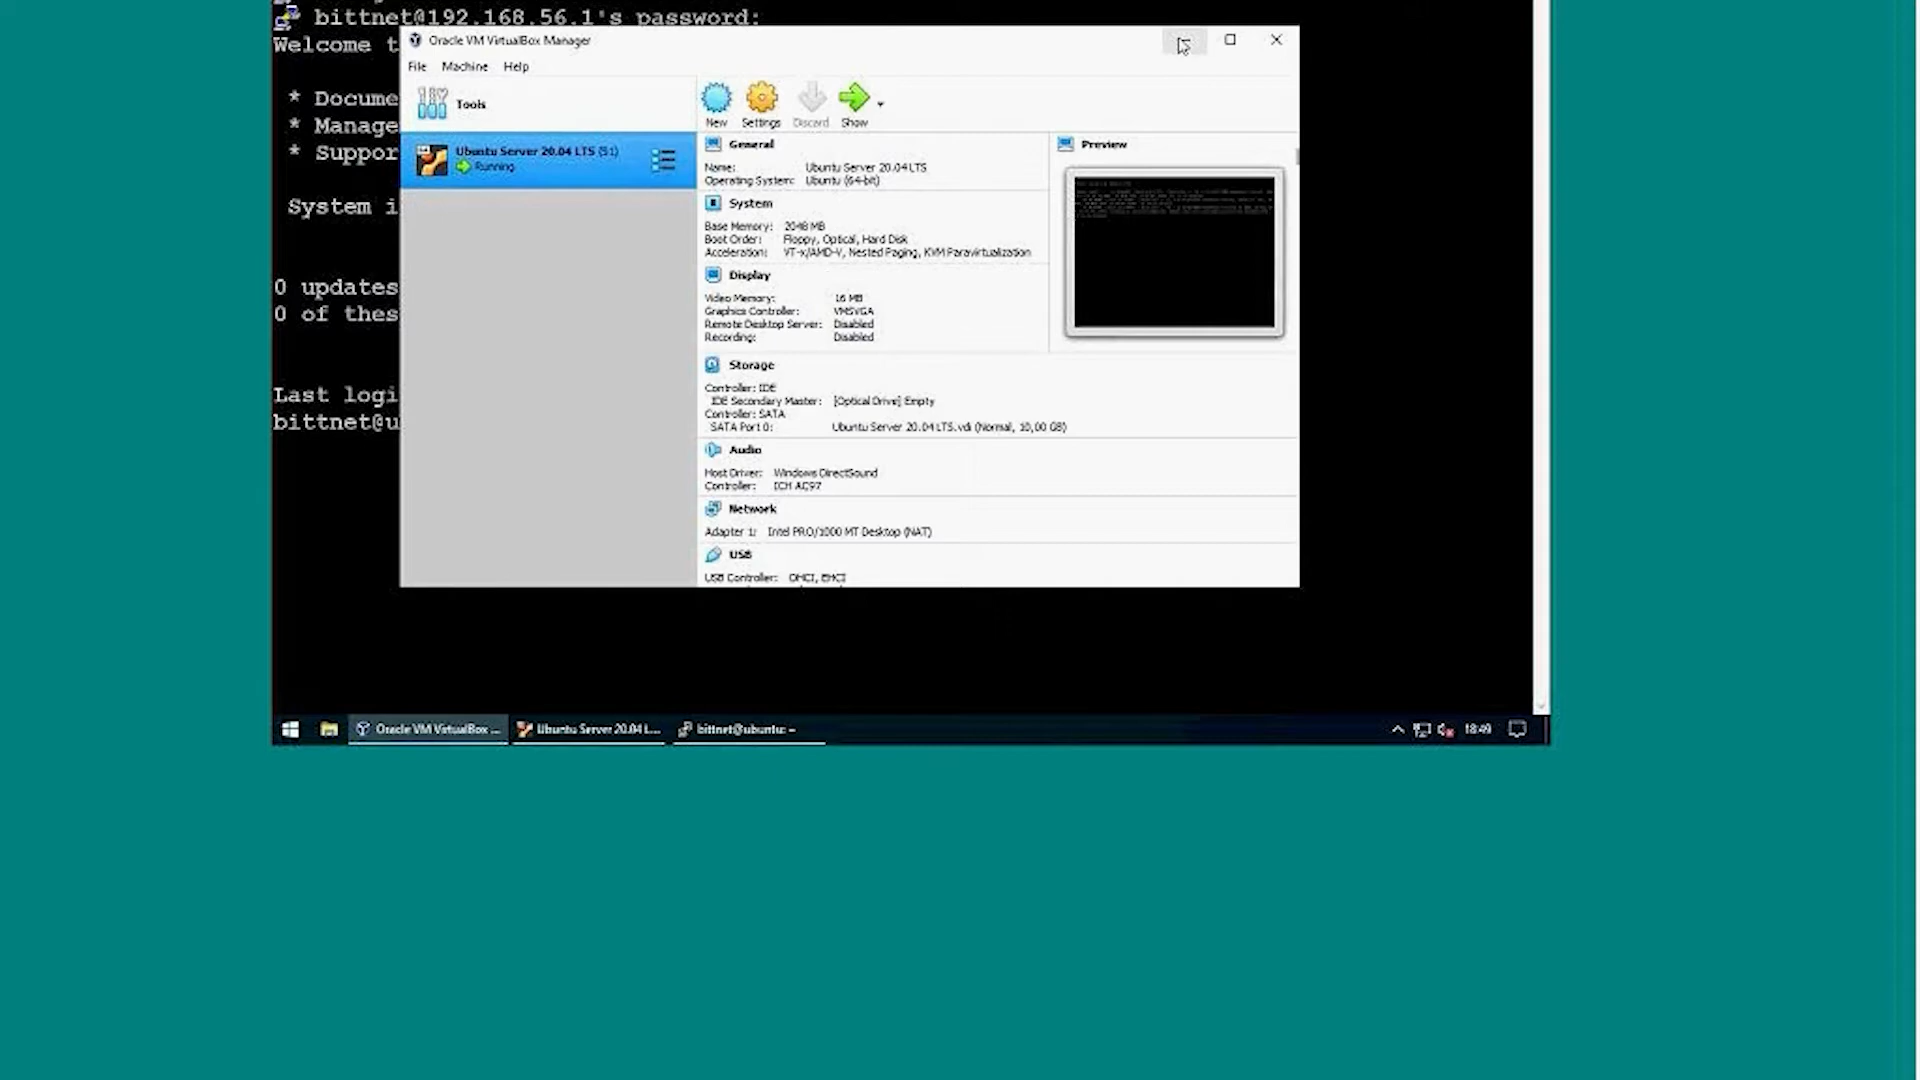 bittnet@192.168.56.1's password:
Welcome t
* Docume
* Manage
* Suppor
System i
0 updates
0 of thes
Last logi
bittnet@u
Oracle VM VirtualBox Manager
File Machine Help
Tools
New Settings Discard Show
Ubuntu Server 20.04 LTS (S1)
Running
General
Name: Ubuntu Server 20.04 LTS
Operating System: Ubuntu (64-bit)
System
Base Memory: 2048 MB
Boot Order: Floppy, Optical, Hard Disk
Acceleration: VT-x/AMD-V, Nested Paging, KVM Paravirtualization
Display
Video Memory: 16 MB
Graphics Controller: VMSVGA
Remote Desktop Server: Disabled
Recording: Disabled
Preview
Storage
Controller: IDE
IDE Secondary Master: [Optical Drive] Empty
Controller: SATA
SATA Port 0: Ubuntu Server 20.04 LTS.vdi (Normal, 10,00 GB)
Audio
Host Driver: Windows DirectSound
Controller: ICH AC97
Network
Adapter 1: Intel PRO/1000 MT Desktop (NAT)
USB
USB Controller: OHCI, EHCI
Oracle VM VirtualBox ...
Ubuntu Server 20.04 L...
bittnet@ubuntu: ~
18:49